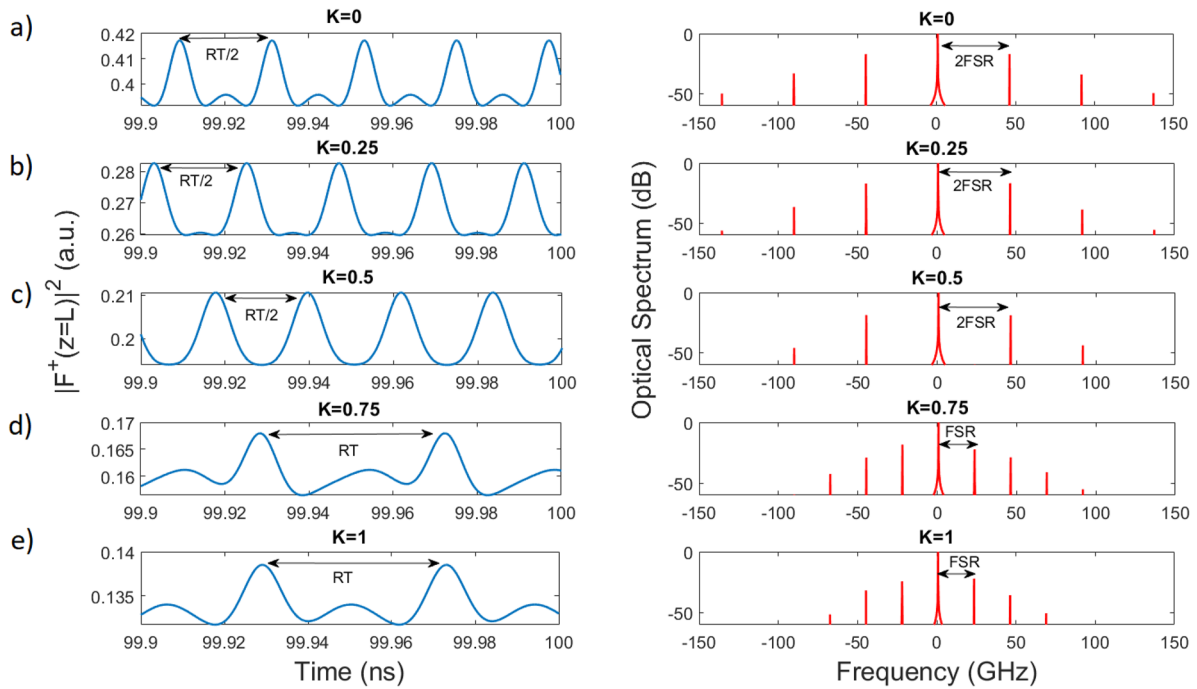 a)
K=0
0.42
0.41
0.4
RT/2
99.9 99.92 99.94 99.96 99.98 100
K=0
0
-50
2FSR
-150 -100 -50 0 50 100 150
b)
K=0.25
0.28
0.27
0.26
RT/2
99.9 99.92 99.94 99.96 99.98 100
K=0.25
0
-50
2FSR
-150 -100 -50 0 50 100 150
c)
K=0.5
0.21
0.2
RT/2
99.9 99.92 99.94 99.96 99.98 100
K=0.5
0
-50
2FSR
-150 -100 -50 0 50 100 150
d)
K=0.75
0.17
0.165
0.16
RT
99.9 99.92 99.94 99.96 99.98 100
K=0.75
0
-50
FSR
-150 -100 -50 0 50 100 150
e)
K=1
0.14
0.135
RT
99.9 99.92 99.94 99.96 99.98 100
K=1
0
-50
FSR
-150 -100 -50 0 50 100 150
|F⁺(z=L)|² (a.u.)
Optical Spectrum (dB)
Time (ns)
Frequency (GHz)